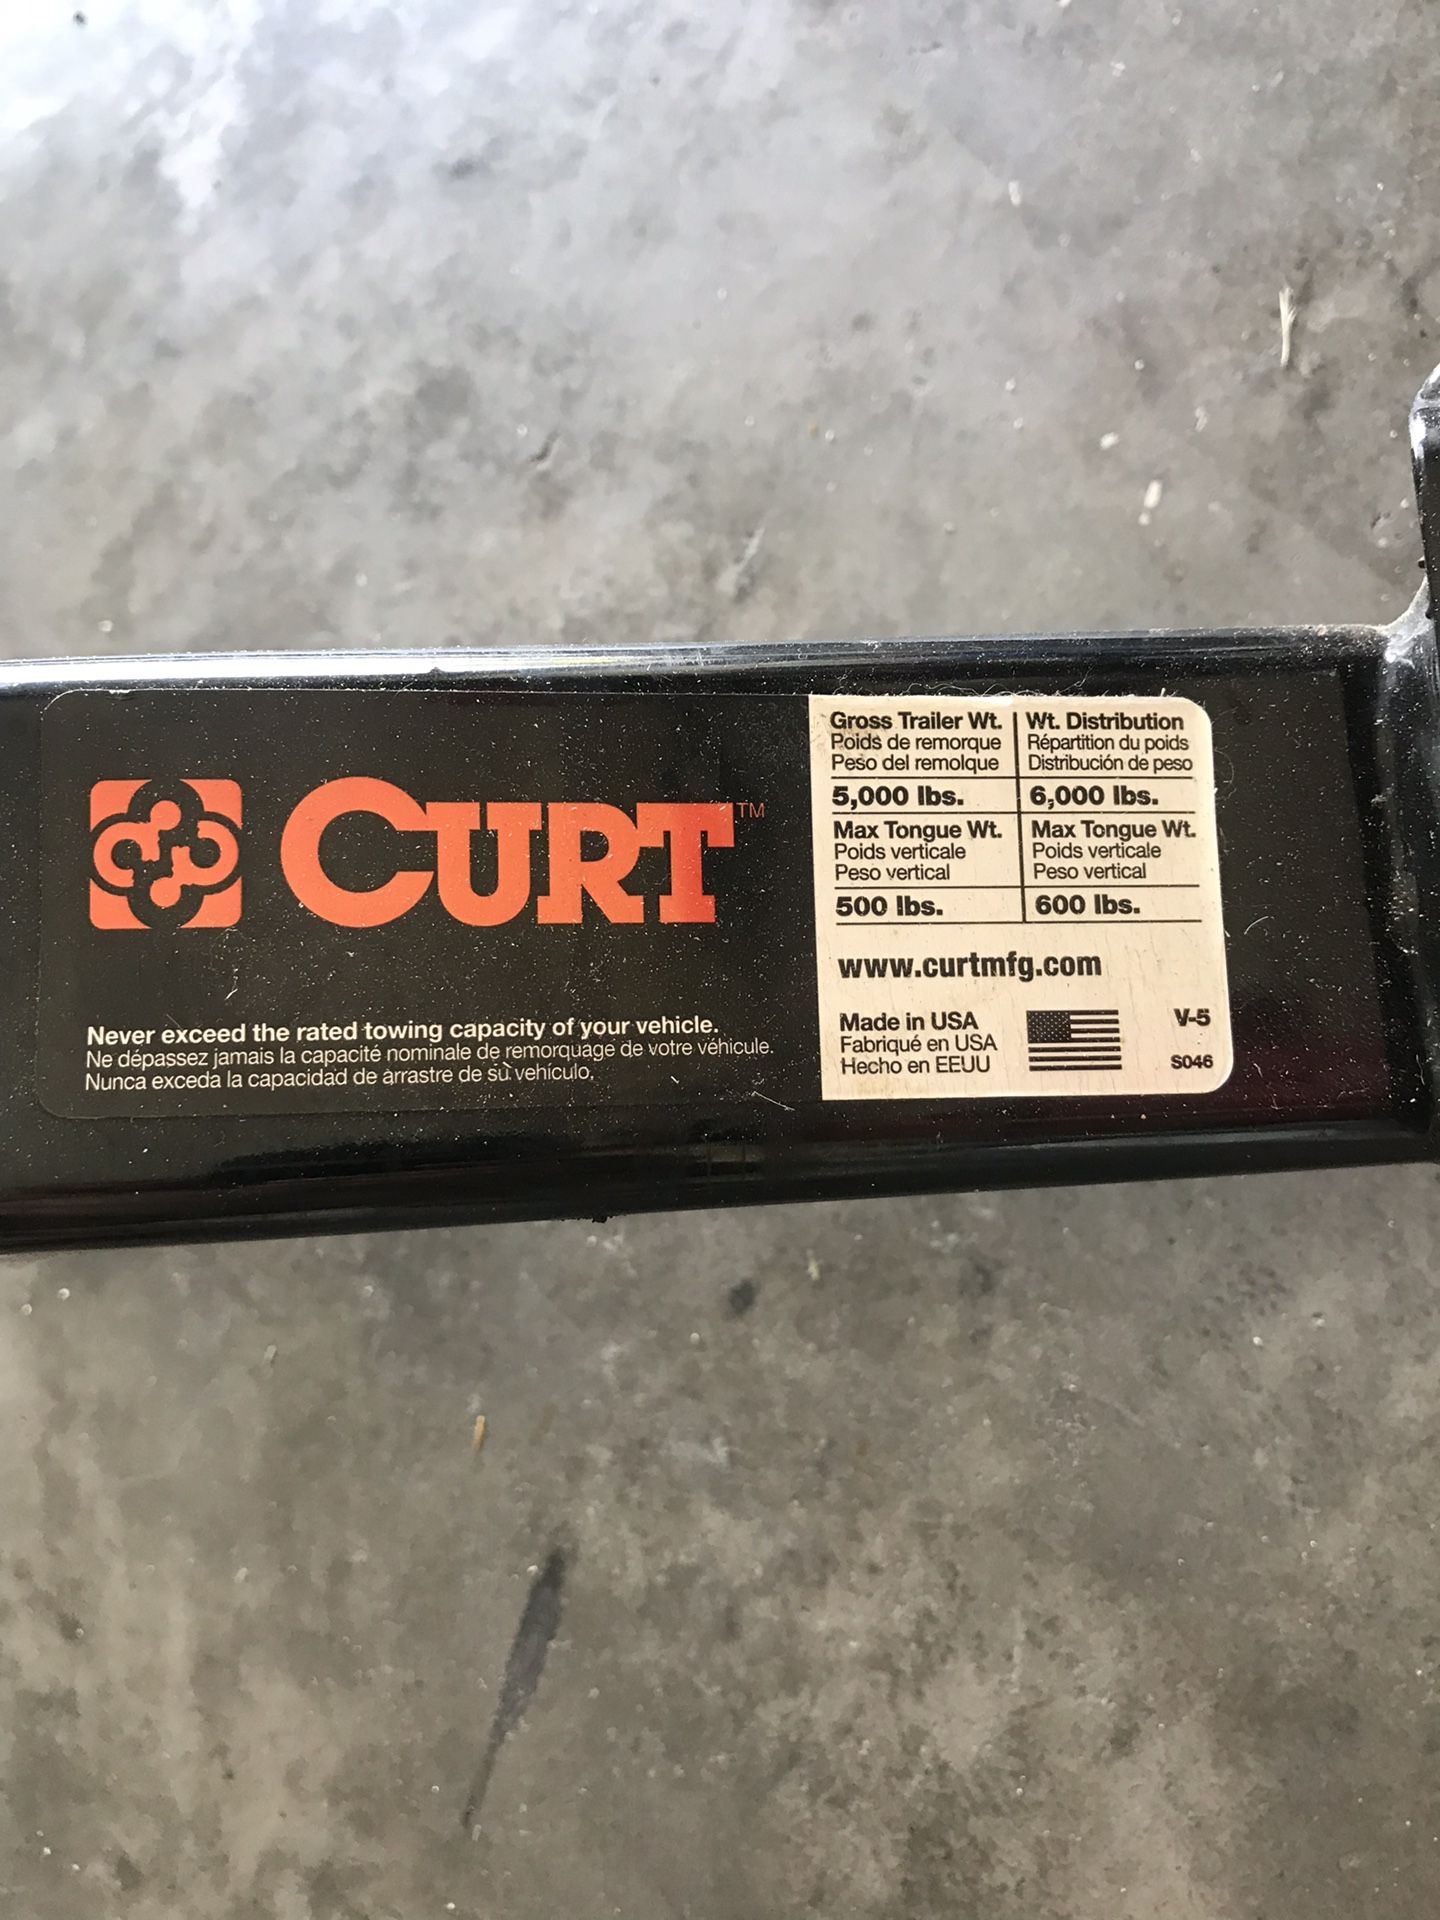 CURT™
Never exceed the rated towing capacity of your vehicle.
Ne dépassez jamais la capacité nominale de remorquage de votre véhicule.
Nunca exceda la capacidad de arrastre de su vehículo.
Gross Trailer Wt. Wt. Distribution
Poids de remorque Répartition du poids
Peso del remolque Distribución de peso
5,000 lbs. 6,000 lbs.
Max Tongue Wt. Max Tongue Wt.
Poids verticale Poids verticale
Peso vertical Peso vertical
500 lbs. 600 lbs.
www.curtmfg.com
Made in USA V-5
Fabriqué en USA
Hecho en EEUU S046